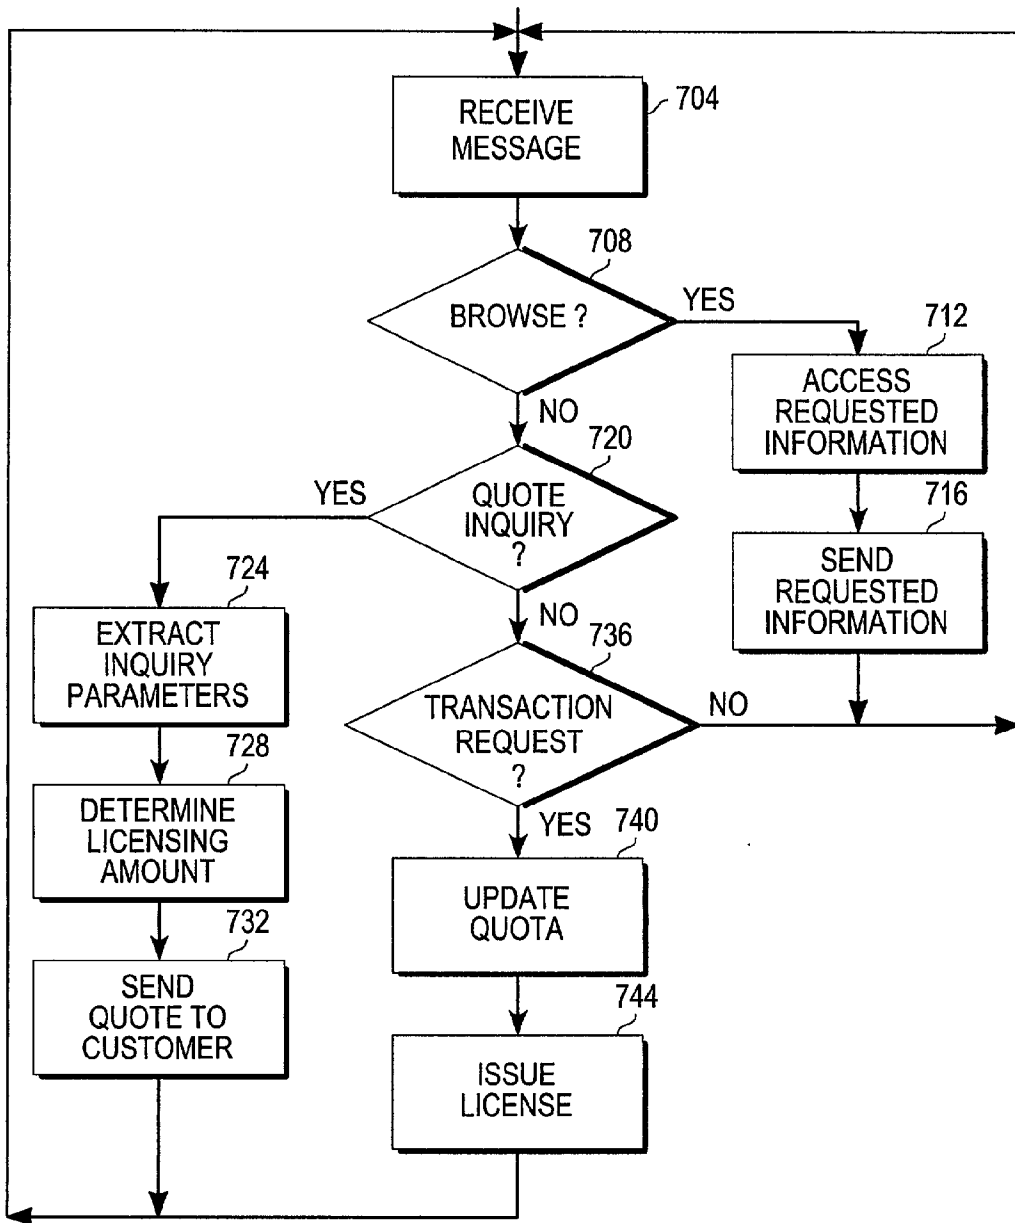 RECEIVE
MESSAGE
704
708
BROWSE ?
YES
712
ACCESS
REQUESTED
INFORMATION
NO
720
YES
QUOTE
INQUIRY
?
716
SEND
REQUESTED
INFORMATION
724
EXTRACT
INQUIRY
PARAMETERS
NO
736
TRANSACTION
REQUEST
?
NO
728
DETERMINE
LICENSING
AMOUNT
YES
740
UPDATE
QUOTA
732
SEND
QUOTE TO
CUSTOMER
744
ISSUE
LICENSE